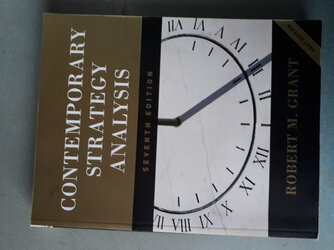 CONTEMPORARY
STRATEGY
ANALYSIS
SEVENTH EDITION
ROBERT M. GRANT